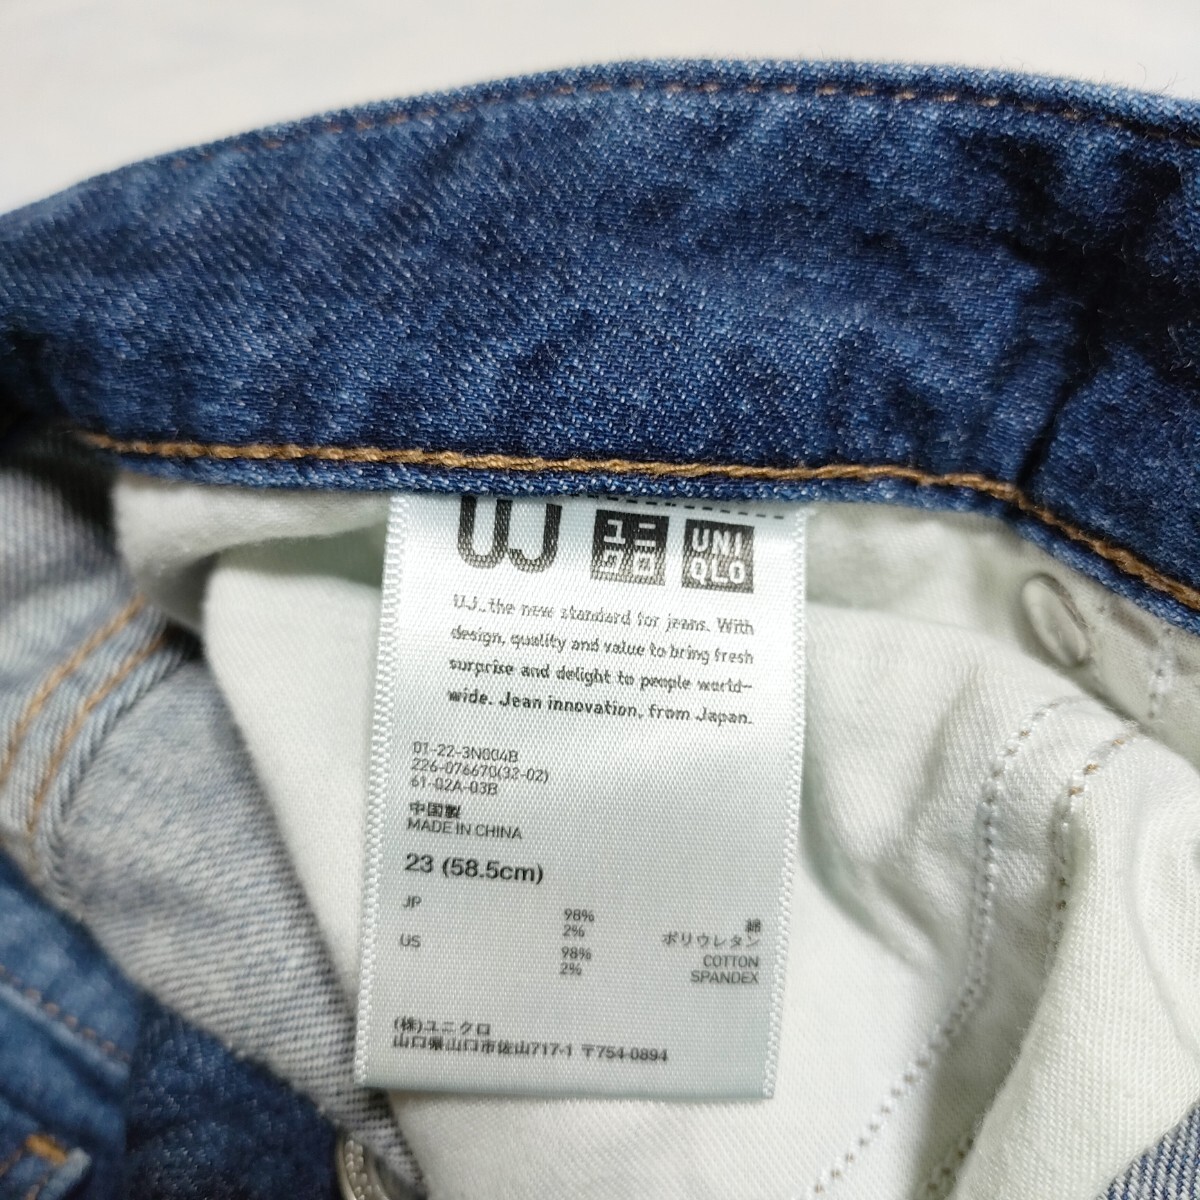 UJ ユニクロ UNIQLO
UJ...the new standard for jeans. With
design, quality and value to bring fresh
surprise and delight to people world-
wide. Jean innovation, from Japan.
01-22-3N004B
226-076670(32-02)
61-02A-03B
中国製
MADE IN CHINA
23 (58.5cm)
JP 98% 綿
2% ポリウレタン
US 98% COTTON
2% SPANDEX
(株)ユニクロ
山口県山口市佐山717-1 〒754-0894